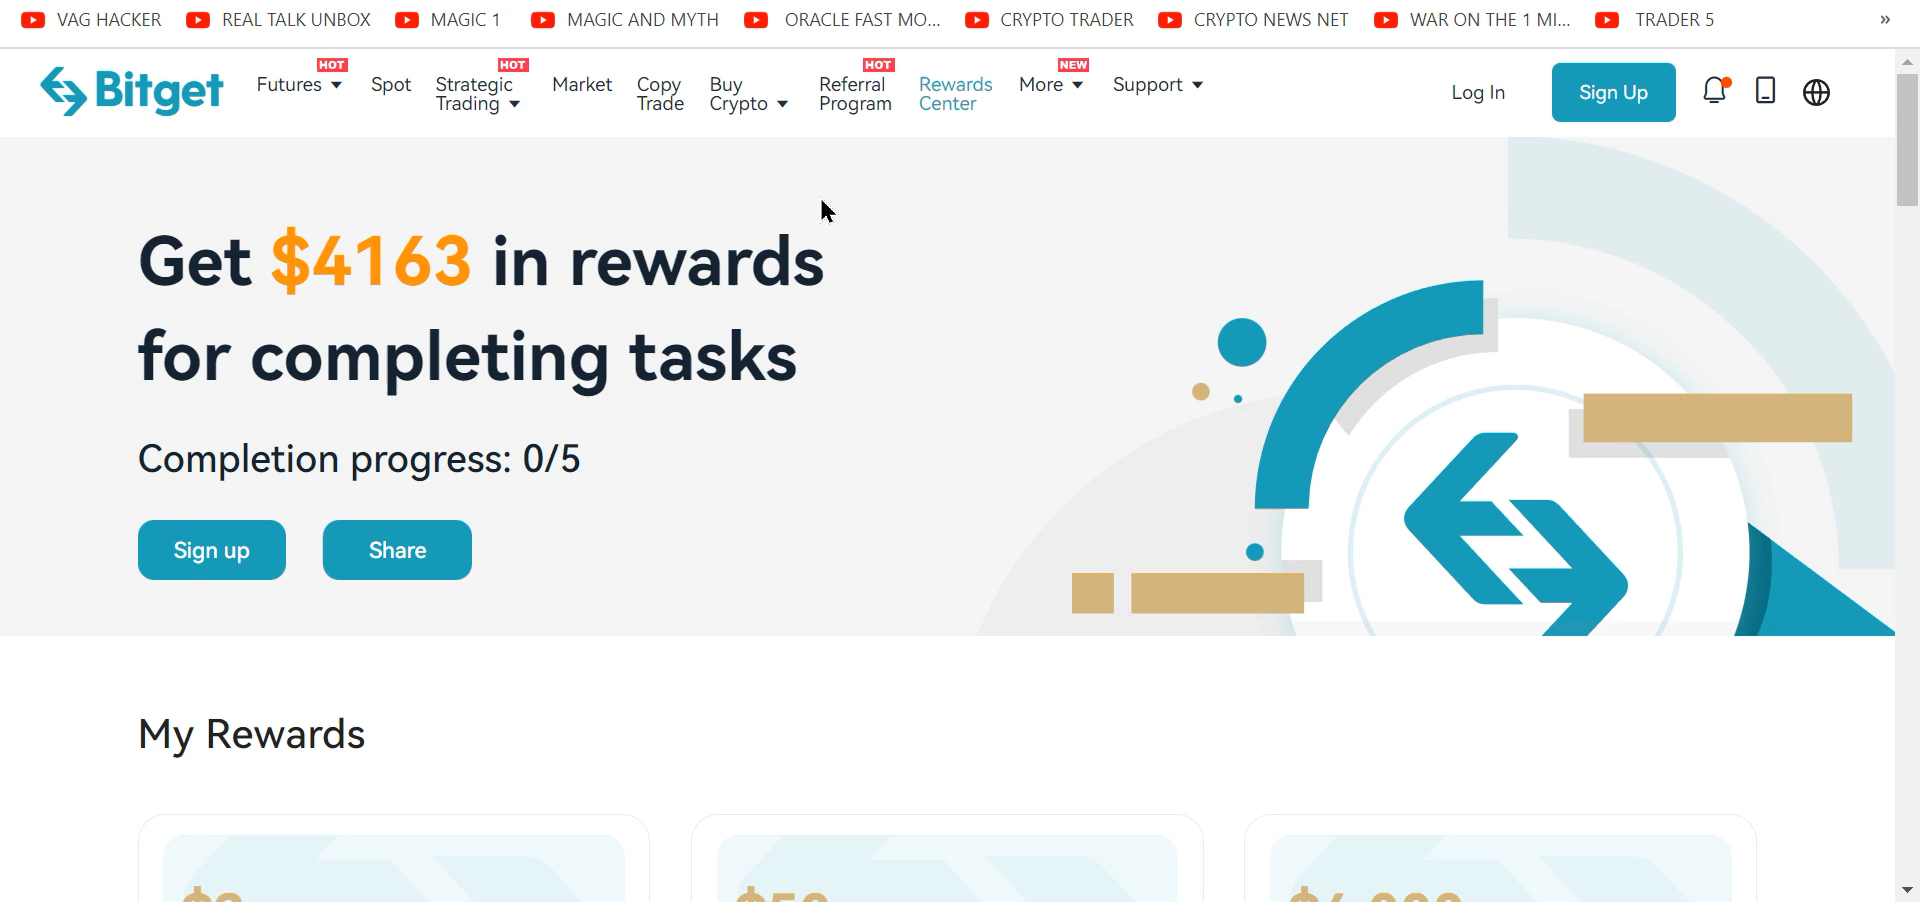 VAG HACKER REAL TALK UNBOX MAGIC 1 MAGIC AND MYTH ORACLE FAST MO... CRYPTO TRADER CRYPTO NEWS NET WAR ON THE 1 MI... TRADER 5 »
HOT HOT HOT NEW
Bitget Futures Spot Strategic Trading Market Copy Trade Buy Crypto Referral Program Rewards Center More Support Log In Sign Up
Get $4163 in rewards
for completing tasks
Completion progress: 0/5
Sign up Share
My Rewards